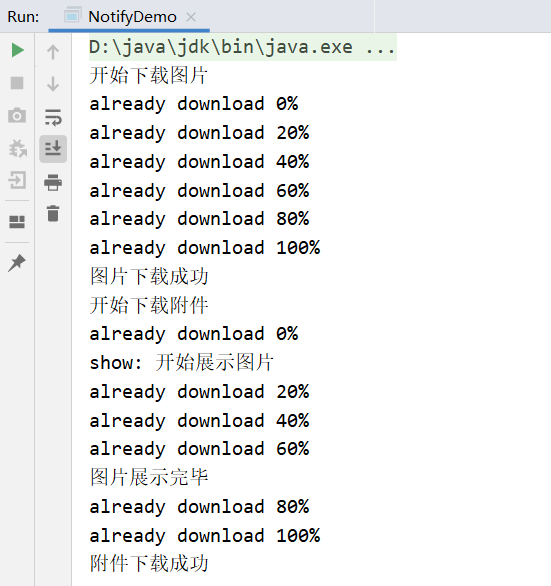 Run: NotifyDemo
D:\java\jdk\bin\java.exe ...
开始下载图片
already download 0%
already download 20%
already download 40%
already download 60%
already download 80%
already download 100%
图片下载成功
开始下载附件
already download 0%
show: 开始展示图片
already download 20%
already download 40%
already download 60%
图片展示完毕
already download 80%
already download 100%
附件下载成功